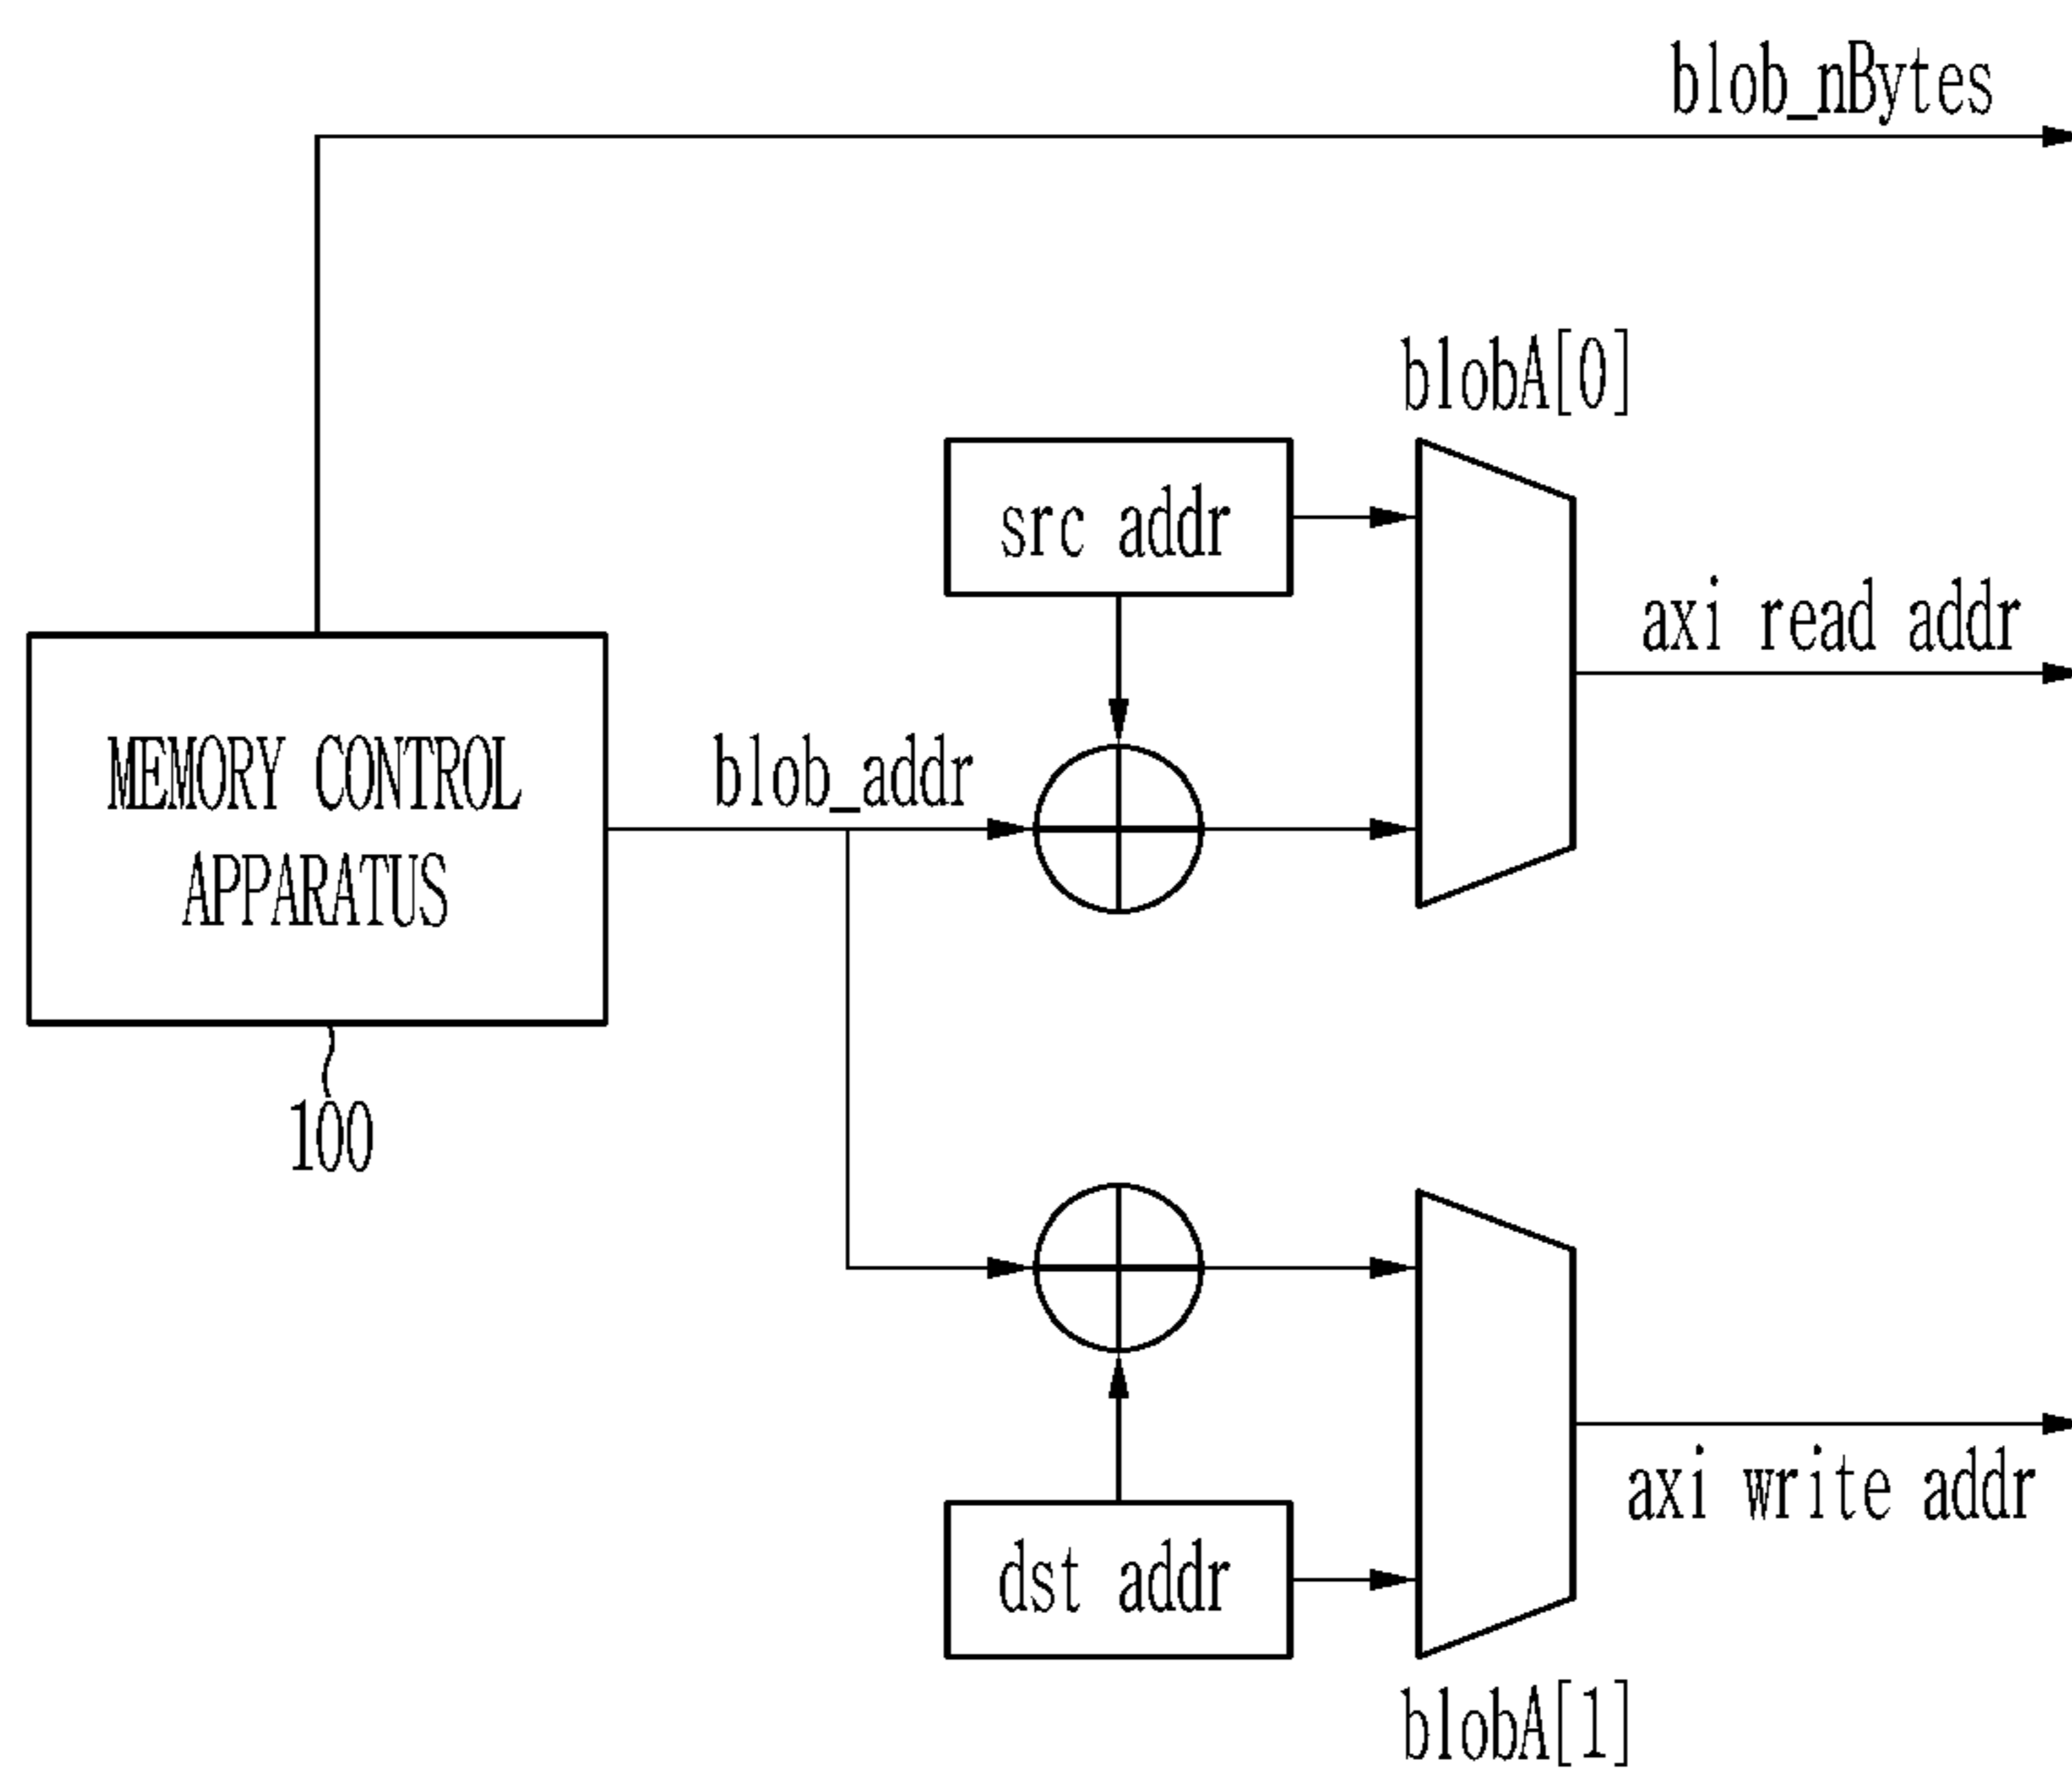 blob_nBytes
blobA[0]
src addr
axi read addr
MEMORY CONTROL
APPARATUS
blob_addr
100
axi write addr
dst addr
blobA[1]